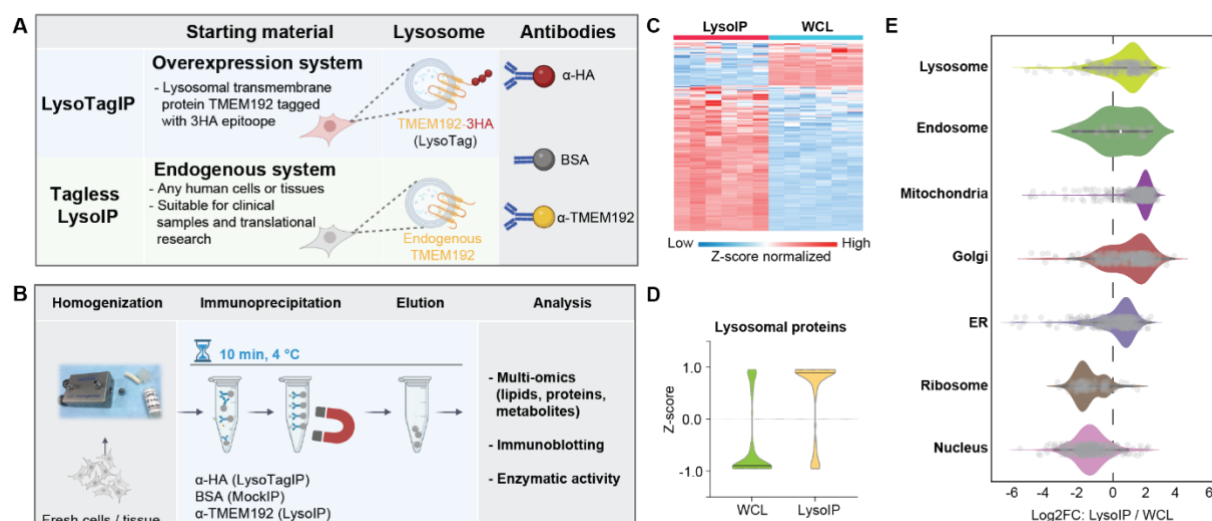 A
Starting material
Lysosome
Antibodies
LysoTagIP
Overexpression system
- Lysosomal transmembrane
protein TMEM192 tagged
with 3HA epitoope
TMEM192-3HA
(LysoTag)
α-HA
BSA
Tagless
LysoIP
Endogenous system
- Any human cells or tissues
- Suitable for clinical
samples and translational
research
Endogenous
TMEM192
α-TMEM192
B
Homogenization
Immunoprecipitation
Elution
Analysis
10 min, 4 °C
- Multi-omics
(lipids, proteins,
metabolites)
- Immunoblotting
- Enzymatic activity
α-HA (LysoTagIP)
BSA (MockIP)
α-TMEM192 (LysoIP)
Fresh cells / tissue
C
LysoIP
WCL
Low
High
Z-score normalized
D
Lysosomal proteins
Z-score
1.0
0.0
-1.0
WCL
LysoIP
E
Lysosome
Endosome
Mitochondria
Golgi
ER
Ribosome
Nucleus
-6
-4
-2
0
2
4
6
Log2FC: LysoIP / WCL